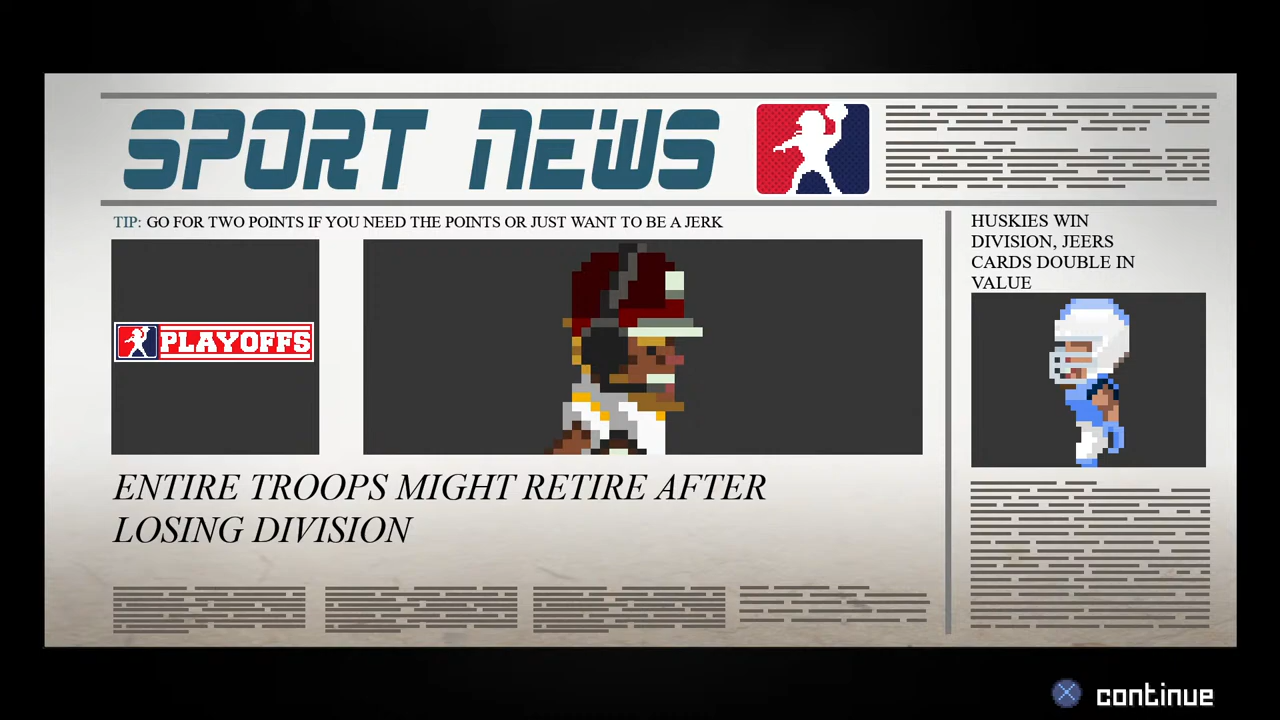 SPORT NEWS
TIP: GO FOR TWO POINTS IF YOU NEED THE POINTS OR JUST WANT TO BE A JERK
PLAYOFFS
ENTIRE TROOPS MIGHT RETIRE AFTER
LOSING DIVISION
HUSKIES WIN
DIVISION, JEERS
CARDS DOUBLE IN
VALUE
continue